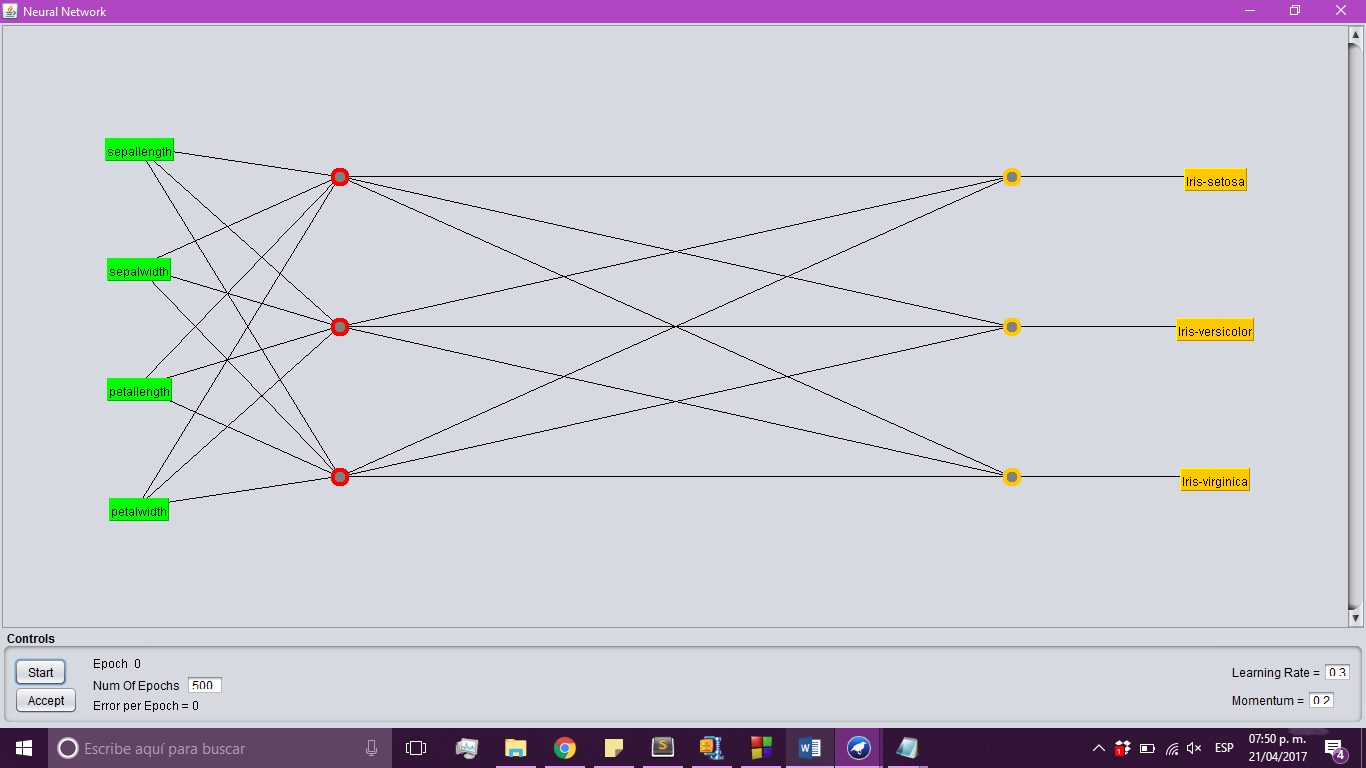 Neural Network
sepallength
Iris-setosa
sepalwidth
Iris-versicolor
petallength
Iris-virginica
petalwidth
Controls
Start
Accept
Epoch 0
Num Of Epochs 500
Error per Epoch = 0
Learning Rate = 0.3
Momentum = 0.2
Escribe aquí para buscar
S
W
1
ESP
07:50 p. m.
21/04/2017
4